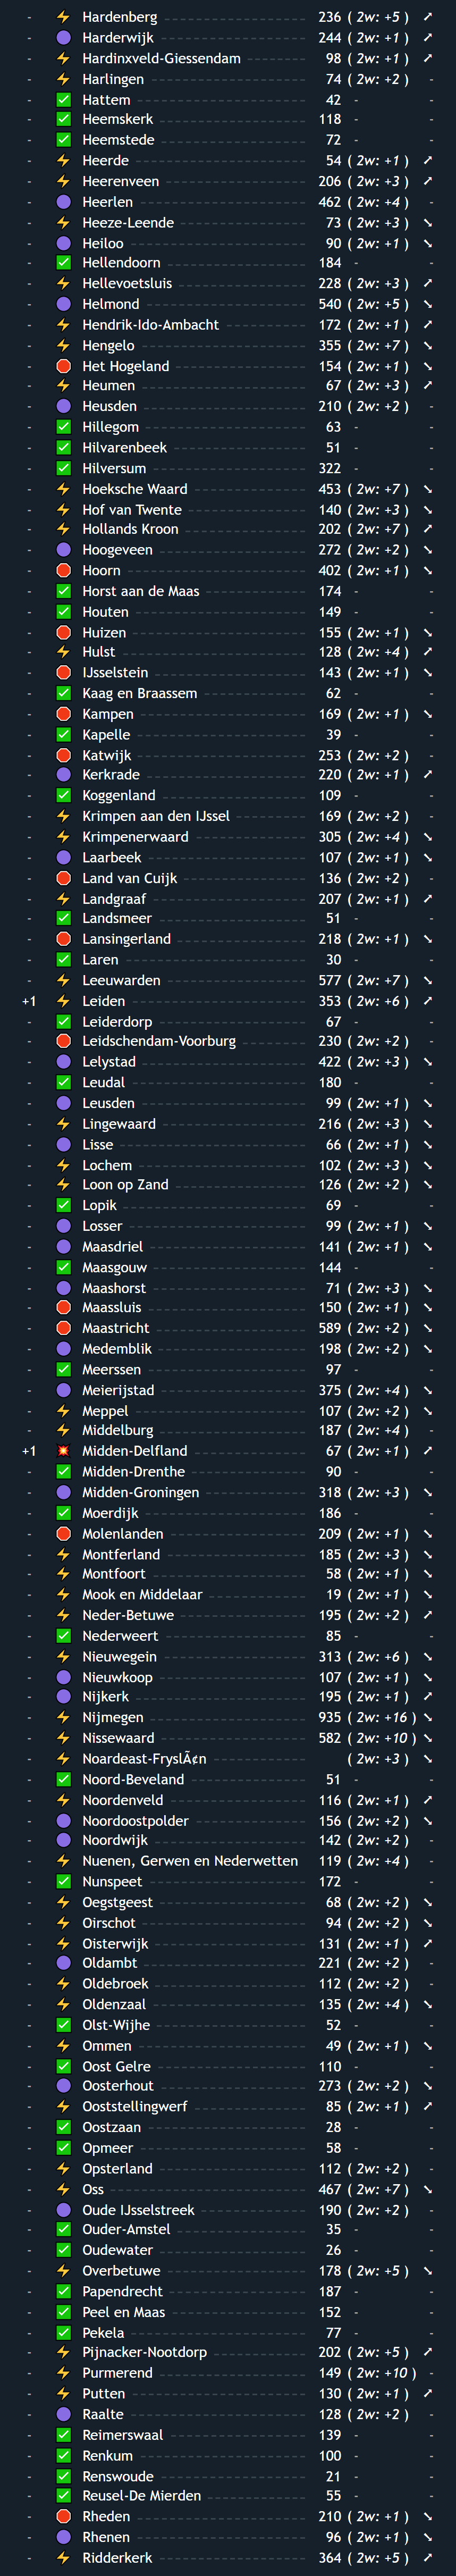 - Hardenberg 236 ( 2w: +5 ) ↗
- Harderwijk 244 ( 2w: +1 ) ↗
- Hardinxveld-Giessendam 98 ( 2w: +1 ) ↗
- Harlingen 74 ( 2w: +2 ) -
- Hattem 42 - -
- Heemskerk 118 - -
- Heemstede 72 - -
- Heerde 54 ( 2w: +1 ) ↗
- Heerenveen 206 ( 2w: +3 ) ↗
- Heerlen 462 ( 2w: +4 ) -
- Heeze-Leende 73 ( 2w: +3 ) ↘
- Heiloo 90 ( 2w: +1 ) ↘
- Hellendoorn 184 - -
- Hellevoetsluis 228 ( 2w: +3 ) ↗
- Helmond 540 ( 2w: +5 ) ↘
- Hendrik-Ido-Ambacht 172 ( 2w: +1 ) ↗
- Hengelo 355 ( 2w: +7 ) ↘
- Het Hogeland 154 ( 2w: +1 ) ↘
- Heumen 67 ( 2w: +3 ) ↗
- Heusden 210 ( 2w: +2 ) -
- Hillegom 63 - -
- Hilvarenbeek 51 - -
- Hilversum 322 - -
- Hoeksche Waard 453 ( 2w: +7 ) ↘
- Hof van Twente 140 ( 2w: +3 ) ↘
- Hollands Kroon 202 ( 2w: +7 ) ↗
- Hoogeveen 272 ( 2w: +2 ) ↘
- Hoorn 402 ( 2w: +1 ) ↘
- Horst aan de Maas 174 - -
- Houten 149 - -
- Huizen 155 ( 2w: +1 ) ↘
- Hulst 128 ( 2w: +4 ) ↗
- IJsselstein 143 ( 2w: +1 ) ↘
- Kaag en Braassem 62 - -
- Kampen 169 ( 2w: +1 ) ↘
- Kapelle 39 - -
- Katwijk 253 ( 2w: +2 ) -
- Kerkrade 220 ( 2w: +1 ) ↗
- Koggenland 109 - -
- Krimpen aan den IJssel 169 ( 2w: +2 ) -
- Krimpenerwaard 305 ( 2w: +4 ) ↘
- Laarbeek 107 ( 2w: +1 ) ↘
- Land van Cuijk 136 ( 2w: +2 ) -
- Landgraaf 207 ( 2w: +1 ) ↗
- Landsmeer 51 - -
- Lansingerland 218 ( 2w: +1 ) ↘
- Laren 30 - -
- Leeuwarden 577 ( 2w: +7 ) ↘
+1 Leiden 353 ( 2w: +6 ) ↗
- Leiderdorp 67 - -
- Leidschendam-Voorburg 230 ( 2w: +2 ) -
- Lelystad 422 ( 2w: +3 ) ↘
- Leudal 180 - -
- Leusden 99 ( 2w: +1 ) ↘
- Lingewaard 216 ( 2w: +3 ) ↘
- Lisse 66 ( 2w: +1 ) ↘
- Lochem 102 ( 2w: +3 ) ↘
- Loon op Zand 126 ( 2w: +2 ) ↘
- Lopik 69 - -
- Losser 99 ( 2w: +1 ) ↘
- Maasdriel 141 ( 2w: +1 ) ↘
- Maasgouw 144 - -
- Maashorst 71 ( 2w: +3 ) ↘
- Maassluis 150 ( 2w: +1 ) ↘
- Maastricht 589 ( 2w: +2 ) ↘
- Medemblik 198 ( 2w: +2 ) ↘
- Meerssen 97 - -
- Meierijstad 375 ( 2w: +4 ) ↘
- Meppel 107 ( 2w: +2 ) ↘
- Middelburg 187 ( 2w: +4 ) -
+1 Midden-Delfland 67 ( 2w: +1 ) ↗
- Midden-Drenthe 90 - -
- Midden-Groningen 318 ( 2w: +3 ) ↘
- Moerdijk 186 - -
- Molenlanden 209 ( 2w: +1 ) ↘
- Montferland 185 ( 2w: +3 ) ↘
- Montfoort 58 ( 2w: +1 ) ↘
- Mook en Middelaar 19 ( 2w: +1 ) ↘
- Neder-Betuwe 195 ( 2w: +2 ) ↗
- Nederweert 85 - -
- Nieuwegein 313 ( 2w: +6 ) ↘
- Nieuwkoop 107 ( 2w: +1 ) ↘
- Nijkerk 195 ( 2w: +1 ) ↗
- Nijmegen 935 ( 2w: +16 ) ↘
- Nissewaard 582 ( 2w: +10 ) ↘
- Noardeast-FryslÃ¢n ( 2w: +3 ) ↘
- Noord-Beveland 51 - -
- Noordenveld 116 ( 2w: +1 ) ↗
- Noordoostpolder 156 ( 2w: +2 ) ↘
- Noordwijk 142 ( 2w: +2 ) -
- Nuenen, Gerwen en Nederwetten 119 ( 2w: +4 ) -
- Nunspeet 172 - -
- Oegstgeest 68 ( 2w: +2 ) ↘
- Oirschot 94 ( 2w: +2 ) ↘
- Oisterwijk 131 ( 2w: +1 ) ↗
- Oldambt 221 ( 2w: +2 ) -
- Oldebroek 112 ( 2w: +2 ) -
- Oldenzaal 135 ( 2w: +4 ) ↘
- Olst-Wijhe 52 - -
- Ommen 49 ( 2w: +1 ) ↘
- Oost Gelre 110 - -
- Oosterhout 273 ( 2w: +2 ) ↘
- Ooststellingwerf 85 ( 2w: +1 ) ↗
- Oostzaan 28 - -
- Opmeer 58 - -
- Opsterland 112 ( 2w: +2 ) -
- Oss 467 ( 2w: +7 ) ↘
- Oude IJsselstreek 190 ( 2w: +2 ) -
- Ouder-Amstel 35 - -
- Oudewater 26 - -
- Overbetuwe 178 ( 2w: +5 ) ↘
- Papendrecht 187 - -
- Peel en Maas 152 - -
- Pekela 77 - -
- Pijnacker-Nootdorp 202 ( 2w: +5 ) ↗
- Purmerend 149 ( 2w: +10 ) -
- Putten 130 ( 2w: +1 ) ↗
- Raalte 128 ( 2w: +2 ) -
- Reimerswaal 139 - -
- Renkum 100 - -
- Renswoude 21 - -
- Reusel-De Mierden 55 - -
- Rheden 210 ( 2w: +1 ) ↘
- Rhenen 96 ( 2w: +1 ) ↘
- Ridderkerk 364 ( 2w: +5 ) ↗